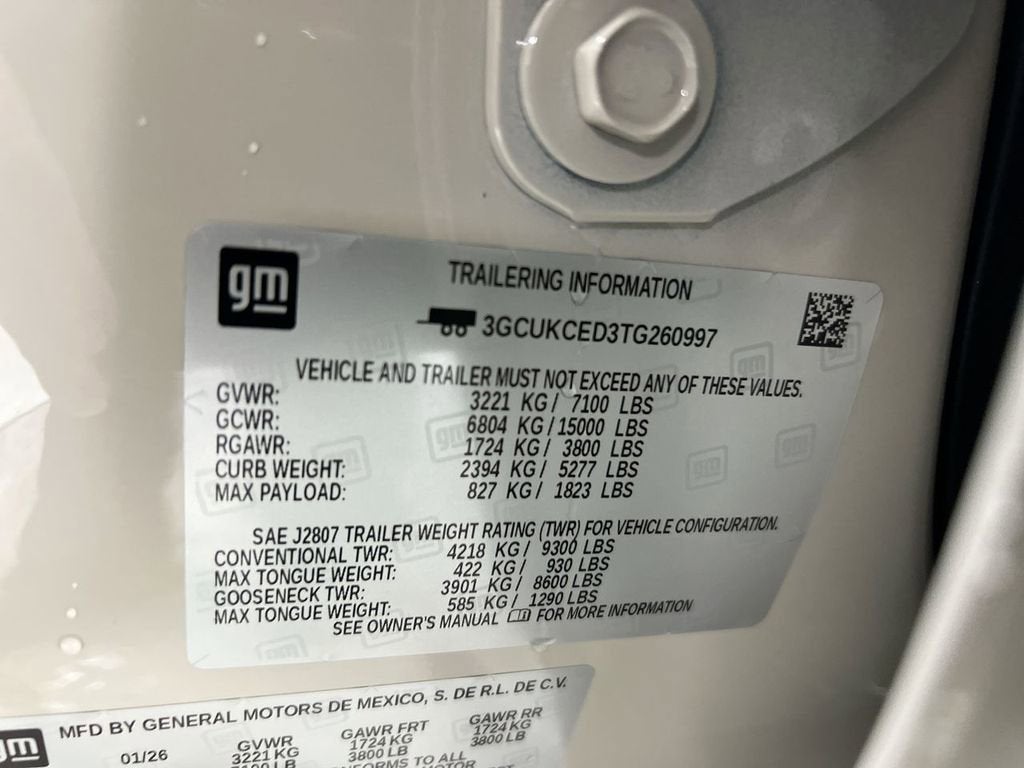 gm
TRAILERING INFORMATION
3GCUKCED3TG260997
VEHICLE AND TRAILER MUST NOT EXCEED ANY OF THESE VALUES.
GVWR: 3221 KG/ 7100 LBS
GCWR: 6804 KG/15000 LBS
RGAWR: 1724 KG/ 3800 LBS
CURB WEIGHT: 2394 KG/ 5277 LBS
MAX PAYLOAD: 827 KG/ 1823 LBS
SAE J2807 TRAILER WEIGHT RATING (TWR) FOR VEHICLE CONFIGURATION.
CONVENTIONAL TWR: 4218 KG/ 9300 LBS
MAX TONGUE WEIGHT: 422 KG/ 930 LBS
GOOSENECK TWR: 3901 KG/ 8600 LBS
MAX TONGUE WEIGHT: 585 KG/ 1290 LBS
SEE OWNER'S MANUAL FOR MORE INFORMATION
gm
MFD BY GENERAL MOTORS DE MEXICO, S. DE R.L. DE C.V.
01/26 GVWR GAWR FRT GAWR RR
3221 KG 1724 KG 1724 KG
LB 3800 LB 3800 LB
TO ALL
MOTOR